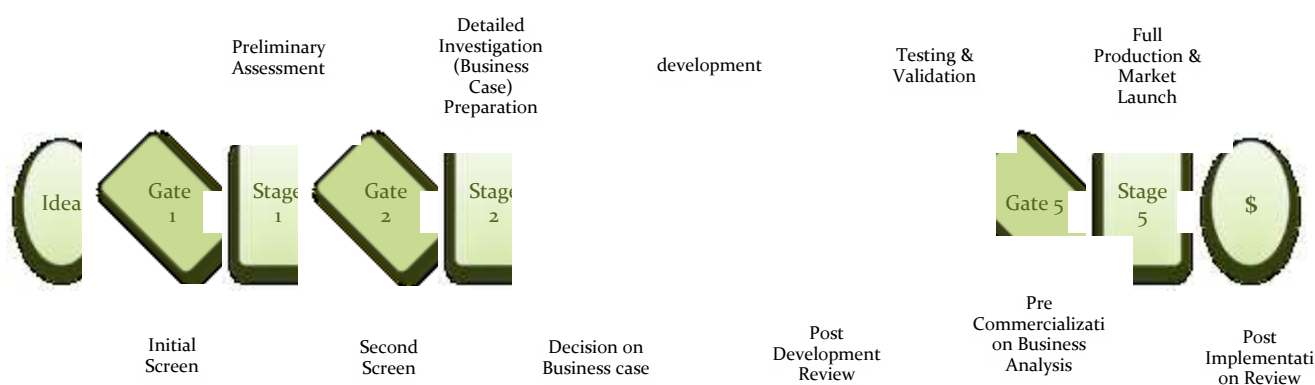 Preliminary
Assessment
Detailed
Investigation
(Business
Case)
Preparation
development
Testing &
Validation
Full
Production &
Market
Launch
Idea
Gate
1
Stage
1
Gate
2
Stage
2
Gate 5
Stage
5
$
Initial
Screen
Second
Screen
Decision on
Business case
Post
Development
Review
Pre
Commercializati
on Business
Analysis
Post
Implementati
on Review